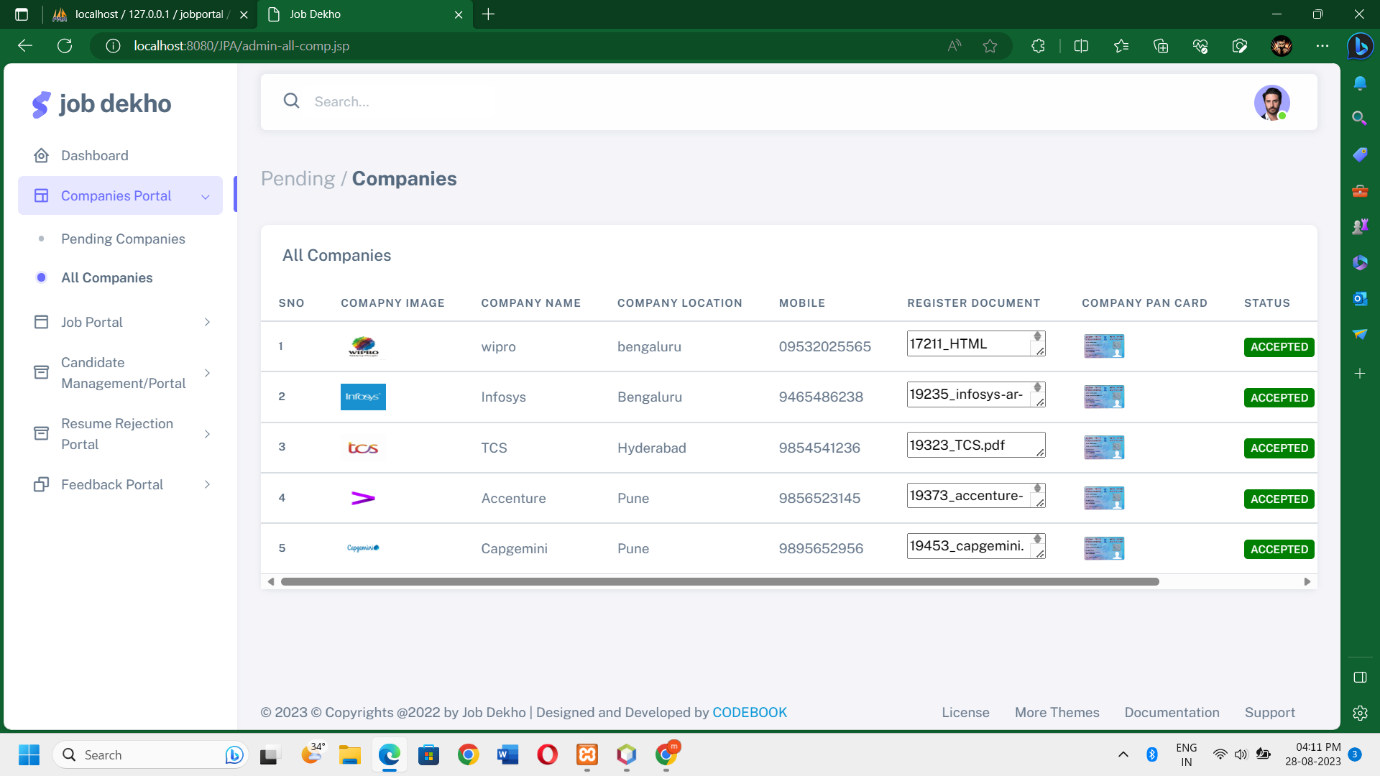 localhost / 127.0.0.1 / jobportal /
Job Dekho
localhost:8080/JPA/admin-all-comp.jsp
job dekho
Search...
Dashboard
Companies Portal
Pending Companies
All Companies
Job Portal
Candidate
Management/Portal
Resume Rejection
Portal
Feedback Portal
Pending / Companies
All Companies
SNO COMAPNY IMAGE COMPANY NAME COMPANY LOCATION MOBILE REGISTER DOCUMENT COMPANY PAN CARD STATUS
1 WIPRO wipro bengaluru 09532025565 17211_HTML ACCEPTED
2 Infosys Infosys Bengaluru 9465486238 19235_infosys-ar- ACCEPTED
3 tcs TCS Hyderabad 9854541236 19323_TCS.pdf ACCEPTED
4 Accenture Pune 9856523145 19373_accenture- ACCEPTED
5 Capgemini Capgemini Pune 9895652956 19453_capgemini. ACCEPTED
© 2023 © Copyrights @2022 by Job Dekho | Designed and Developed by CODEBOOK License More Themes Documentation Support
Search
34°
m
ENG
IN
04:11 PM
28-08-2023
3